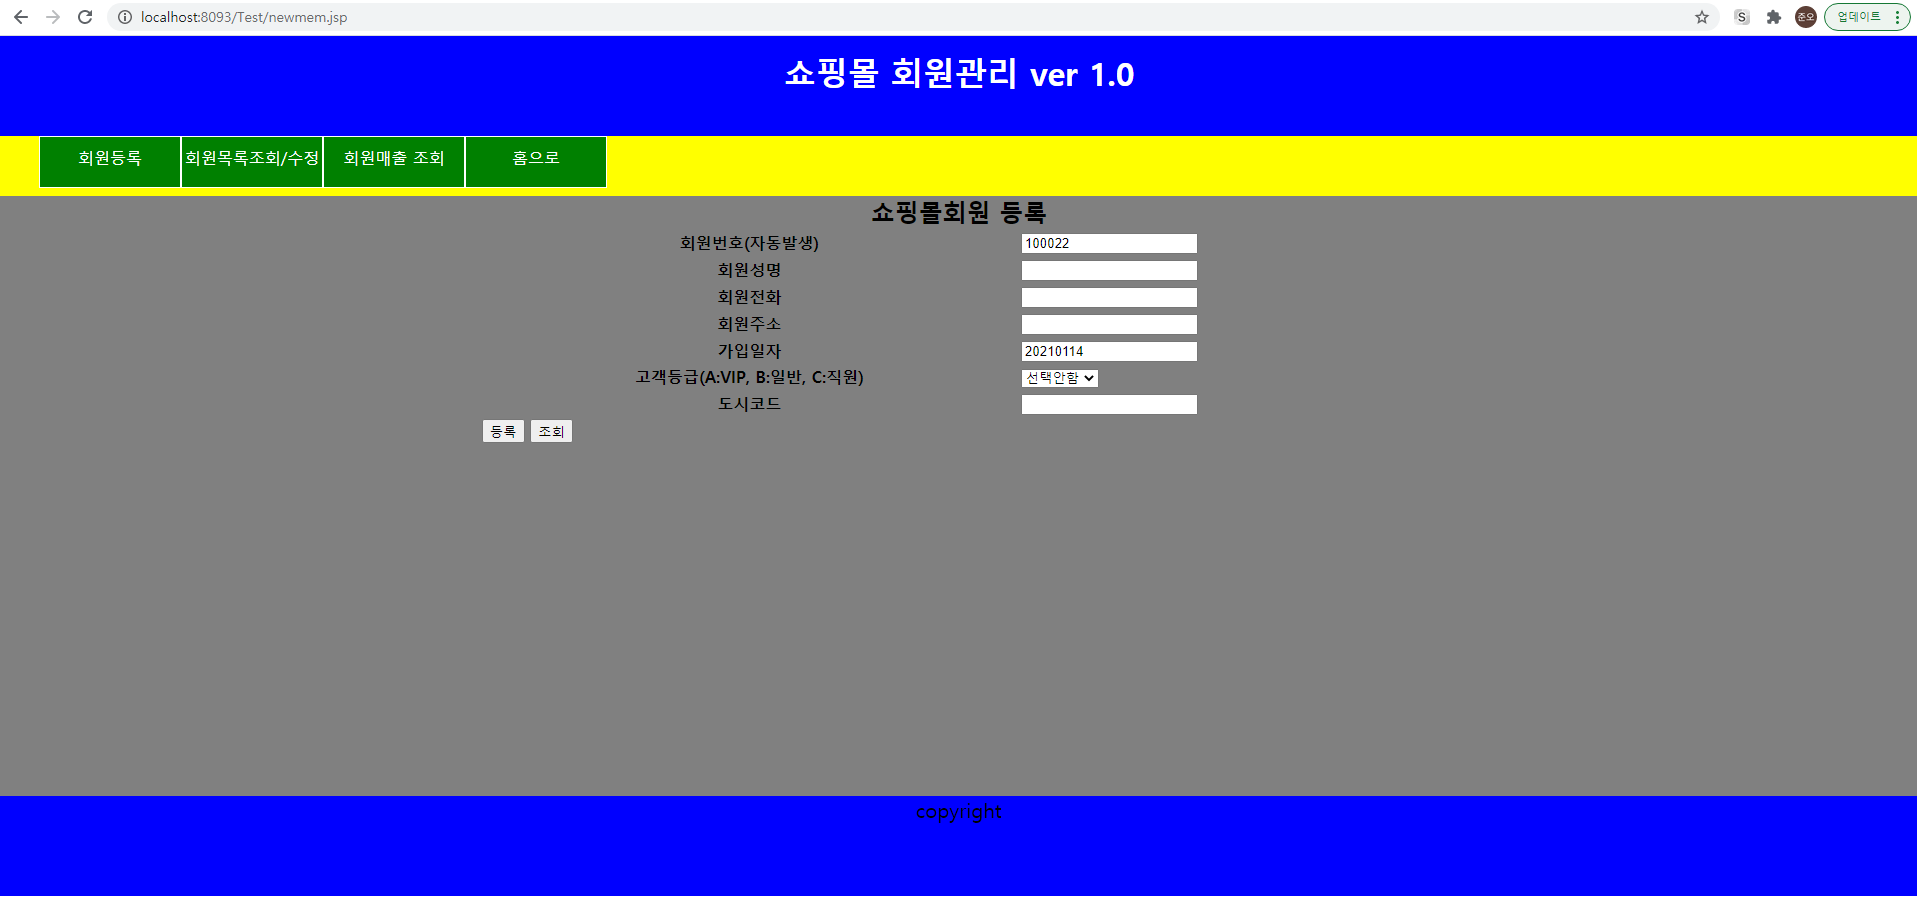 localhost:8093/Test/newmem.jsp
S
준오
업데이트
쇼핑몰 회원관리 ver 1.0
회원등록 회원목록조회/수정 회원매출 조회 홈으로
쇼핑몰회원 등록
회원번호(자동발생) 100022
회원성명
회원전화
회원주소
가입일자 20210114
고객등급(A:VIP, B:일반, C:직원) 선택안함
도시코드
등록 조회
copyright